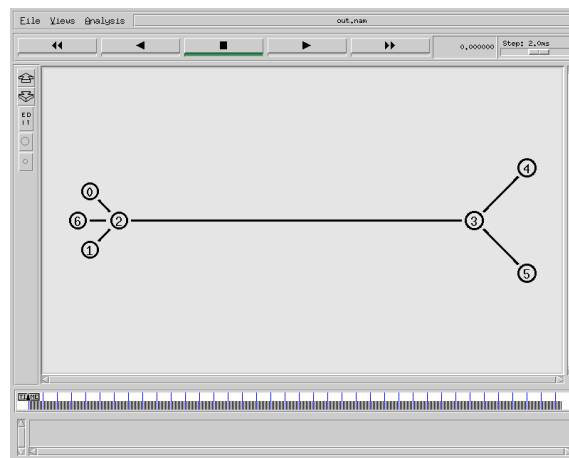 File Views Analysis out.nam
0.000000 Step: 2.0ms
ED
IT
4
0
6 2 3
1
5
TIME